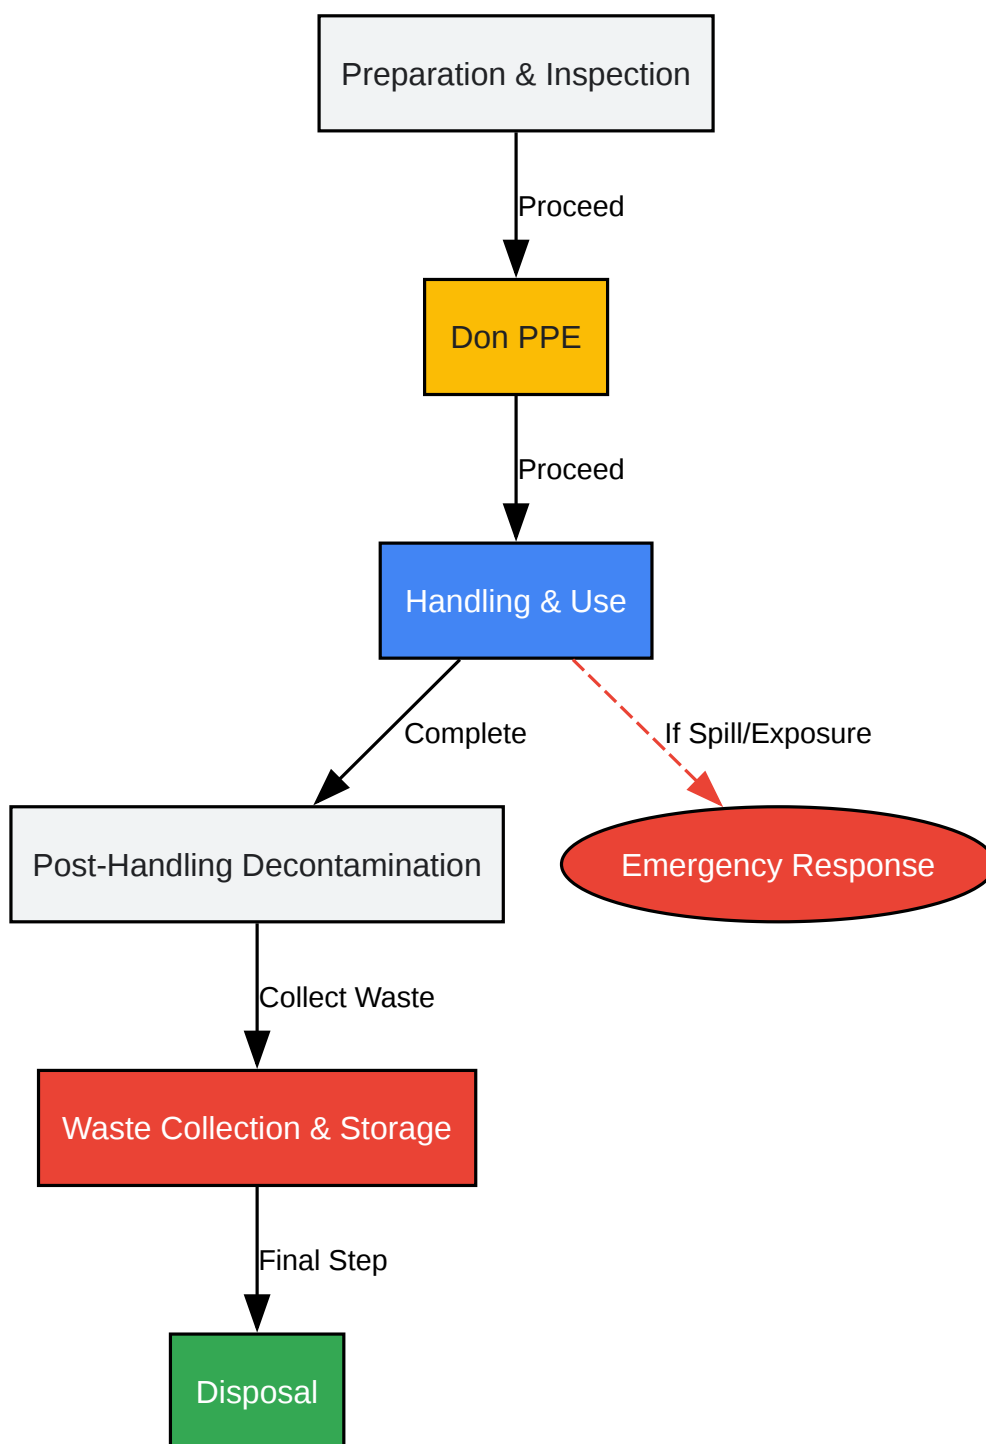 Preparation & Inspection
Proceed
Don PPE
Proceed
Handling & Use
Complete
If Spill/Exposure
Post-Handling Decontamination
Emergency Response
Collect Waste
Waste Collection & Storage
Final Step
Disposal